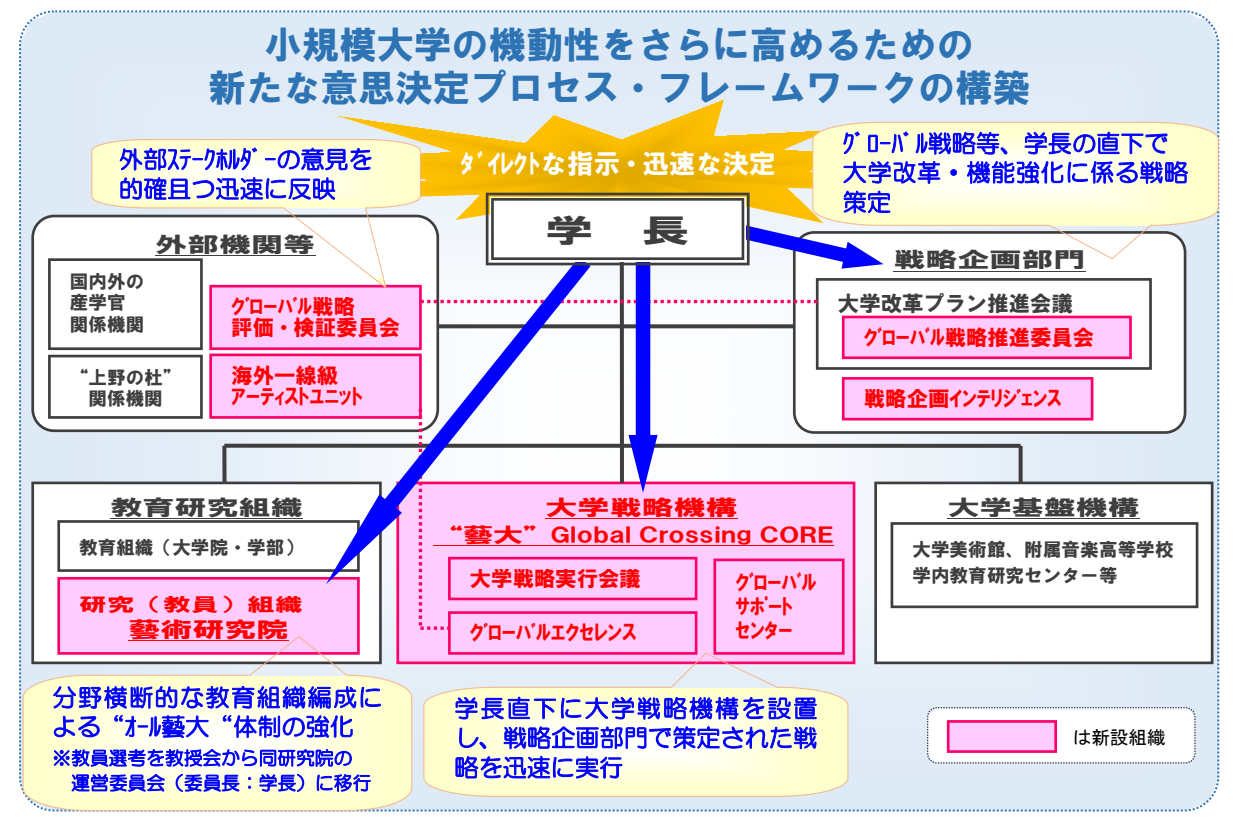 小規模大学の機動性をさらに高めるための
新たな意思決定プロセス・フレームワークの構築
外部ｽﾃｰｸﾎﾙﾀﾞｰの意見を
的確且つ迅速に反映
ﾀﾞｲﾚｸﾄな指示・迅速な決定
ｸﾞﾛｰﾊﾞﾙ戦略等、学長の直下で
大学改革・機能強化に係る戦略
策定
学 長
外部機関等
国内外の
産学官
関係機関
グローバル戦略
評価・検証委員会
“上野の杜”
関係機関
海外一線級
アーティストユニット
戦略企画部門
大学改革プラン推進会議
グローバル戦略推進委員会
戦略企画インテリジェンス
教育研究組織
教育組織（大学院・学部）
研究（教員）組織
藝術研究院
大学戦略機構
“藝大”Global Crossing CORE
大学戦略実行会議
グローバルエクセレンス
グローバル
サポート
センター
大学基盤機構
大学美術館、附属音楽高等学校
学内教育研究センター等
分野横断的な教育組織編成に
よる“ｵｰﾙ藝大“体制の強化
※教員選考を教授会から同研究院の
運営委員会（委員長：学長）に移行
学長直下に大学戦略機構を設置
し、戦略企画部門で策定された戦
略を迅速に実行
は新設組織